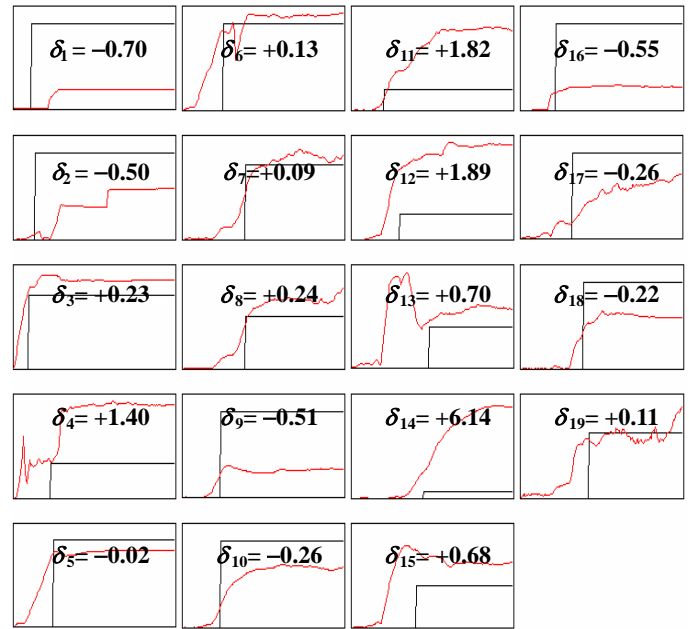 δ1 = −0.70
δ6 = +0.13
δ11= +1.82
δ16= −0.55
δ2 = −0.50
δ7=+0.09
δ12= +1.89
δ17= −0.26
δ3= +0.23
δ8 = +0.24
δ13= +0.70
δ18= −0.22
δ4= +1.40
δ9= −0.51
δ14= +6.14
δ19= +0.11
δ5= −0.02
δ10= −0.26
δ15= +0.68